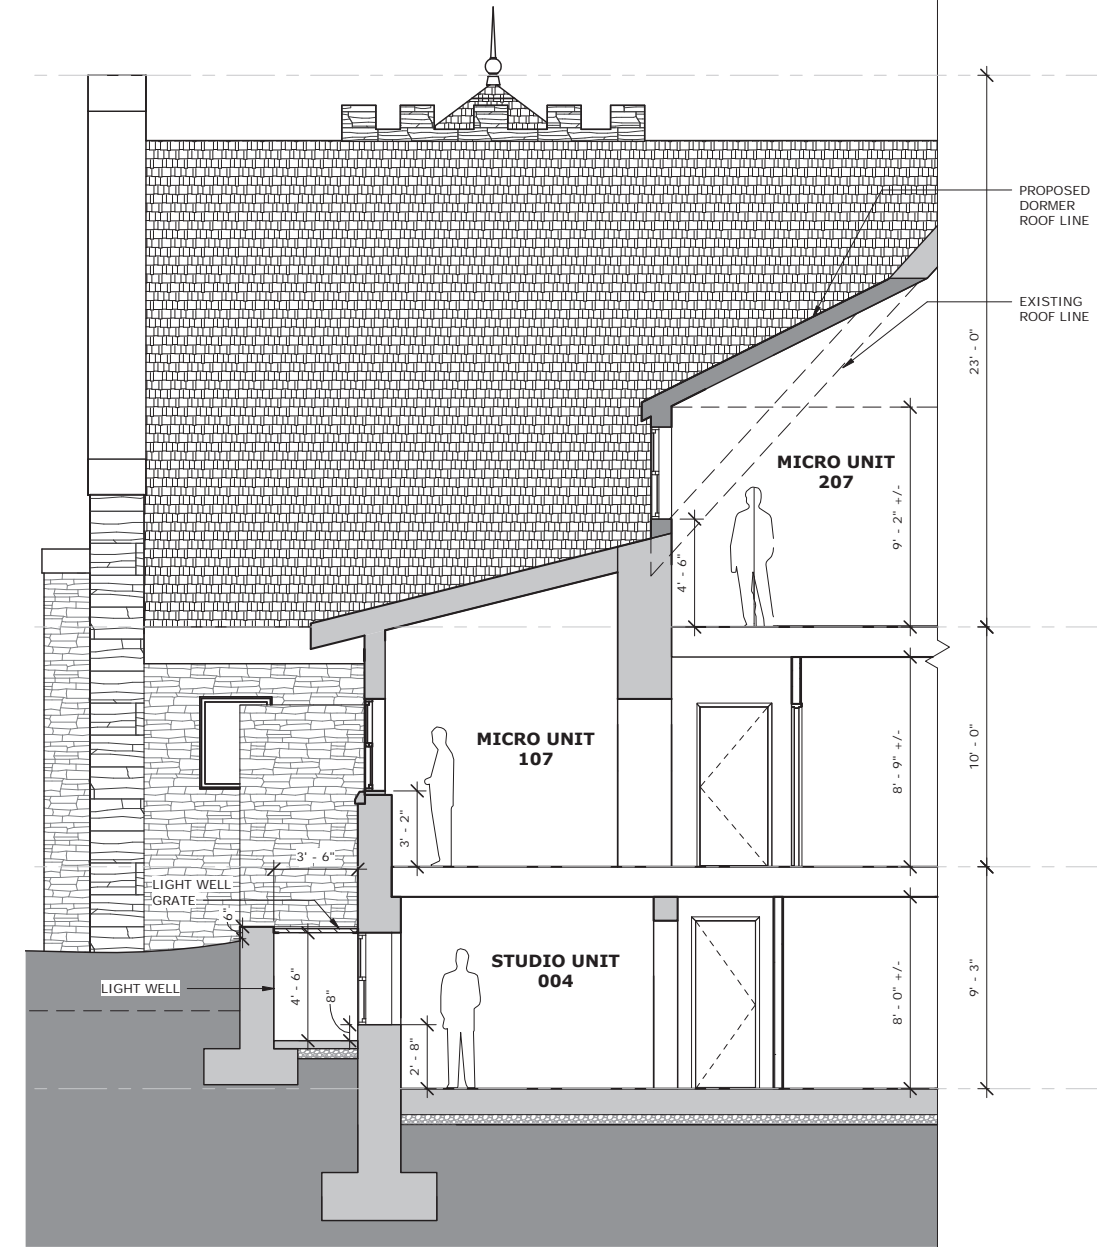 PROPOSED
DORMER
ROOF LINE
EXISTING
ROOF LINE
23' - 0"
MICRO UNIT
207
9' - 2" +/-
4' - 6"
MICRO UNIT
107
8' - 9" +/-
10' - 0"
3' - 2"
3' - 6"
LIGHT WELL
GRATE
6"
STUDIO UNIT
004
LIGHT WELL
4' - 6"
8"
8' - 0" +/-
9' - 3"
2' - 8"